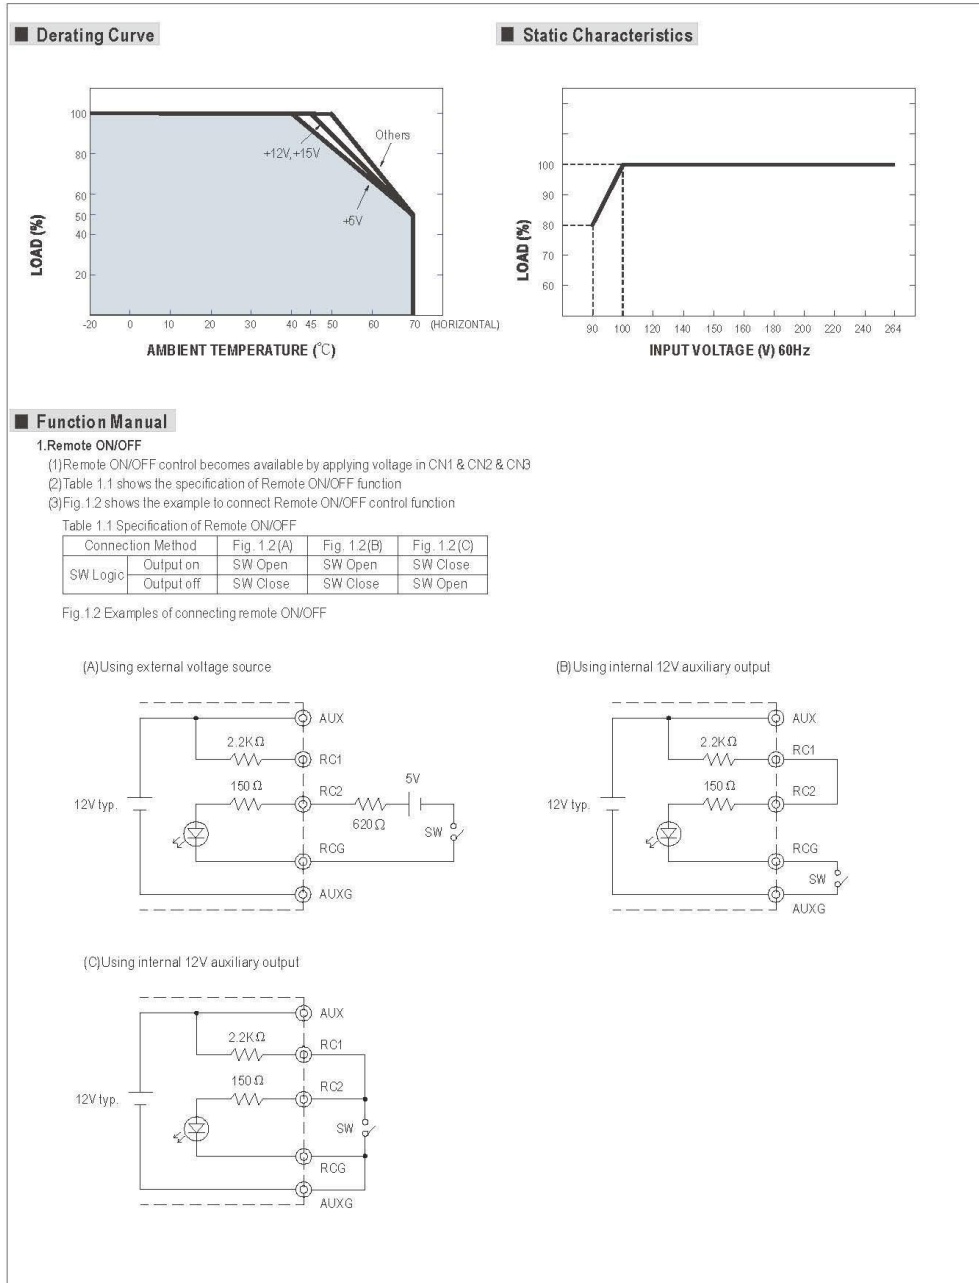 ■ Derating Curve
■ Static Characteristics
100
80
60
50
40
20
LOAD (%)
+12V,+15V
Others
+5V
-20 0 10 20 30 40 45 50 60 70 (HORIZONTAL)
AMBIENT TEMPERATURE (℃)
100
90
80
70
60
LOAD (%)
90 100 120 140 150 160 180 200 220 240 264
INPUT VOLTAGE (V) 60Hz
■ Function Manual
1.Remote ON/OFF
(1)Remote ON/OFF control becomes available by applying voltage in CN1 & CN2 & CN3
(2)Table 1.1 shows the specification of Remote ON/OFF function
(3)Fig.1.2 shows the example to connect Remote ON/OFF control function
Table 1.1 Specification of Remote ON/OFF
Connection Method Fig. 1.2(A) Fig. 1.2(B) Fig. 1.2(C)
SW Logic Output on SW Open SW Open SW Close
Output off SW Close SW Close SW Open
Fig.1.2 Examples of connecting remote ON/OFF
(A)Using external voltage source
AUX
2.2KΩ
RC1
150Ω
RC2
5V
12V typ.
620Ω
SW
RCG
AUXG
(B)Using internal 12V auxiliary output
AUX
2.2KΩ
RC1
150Ω
RC2
12V typ.
RCG
SW
AUXG
(C)Using internal 12V auxiliary output
AUX
2.2KΩ
RC1
150Ω
RC2
12V typ.
SW
RCG
AUXG